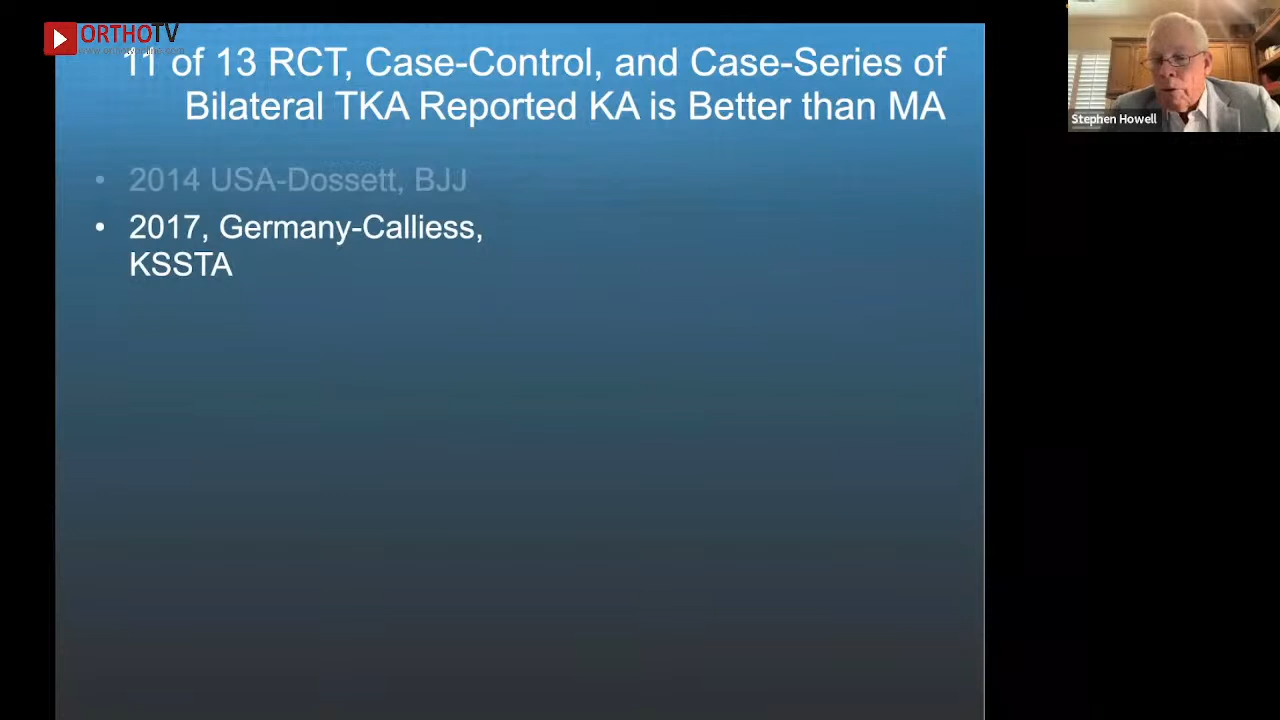 ORTHOTV
11 of 13 RCT, Case-Control, and Case-Series of
Bilateral TKA Reported KA is Better than MA
• 2014 USA-Dossett, BJJ
• 2017, Germany-Calliess,
KSSTA
Stephen Howell